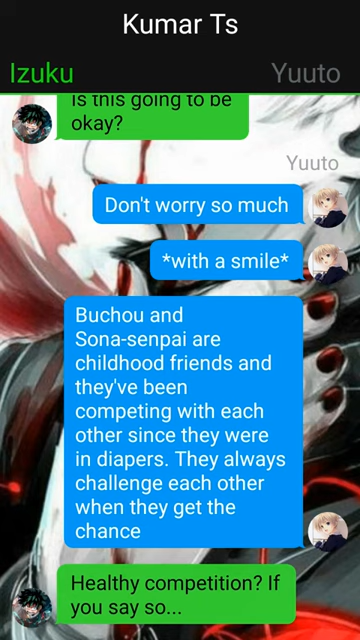 Kumar Ts
Izuku
Yuuto
Is this going to be
okay?
Yuuto
Don't worry so much
*with a smile*
Buchou and
Sona-senpai are
childhood friends and
they've been
competing with each
other since they were
in diapers. They always
challenge each other
when they get the
chance
Healthy competition? If
you say so...